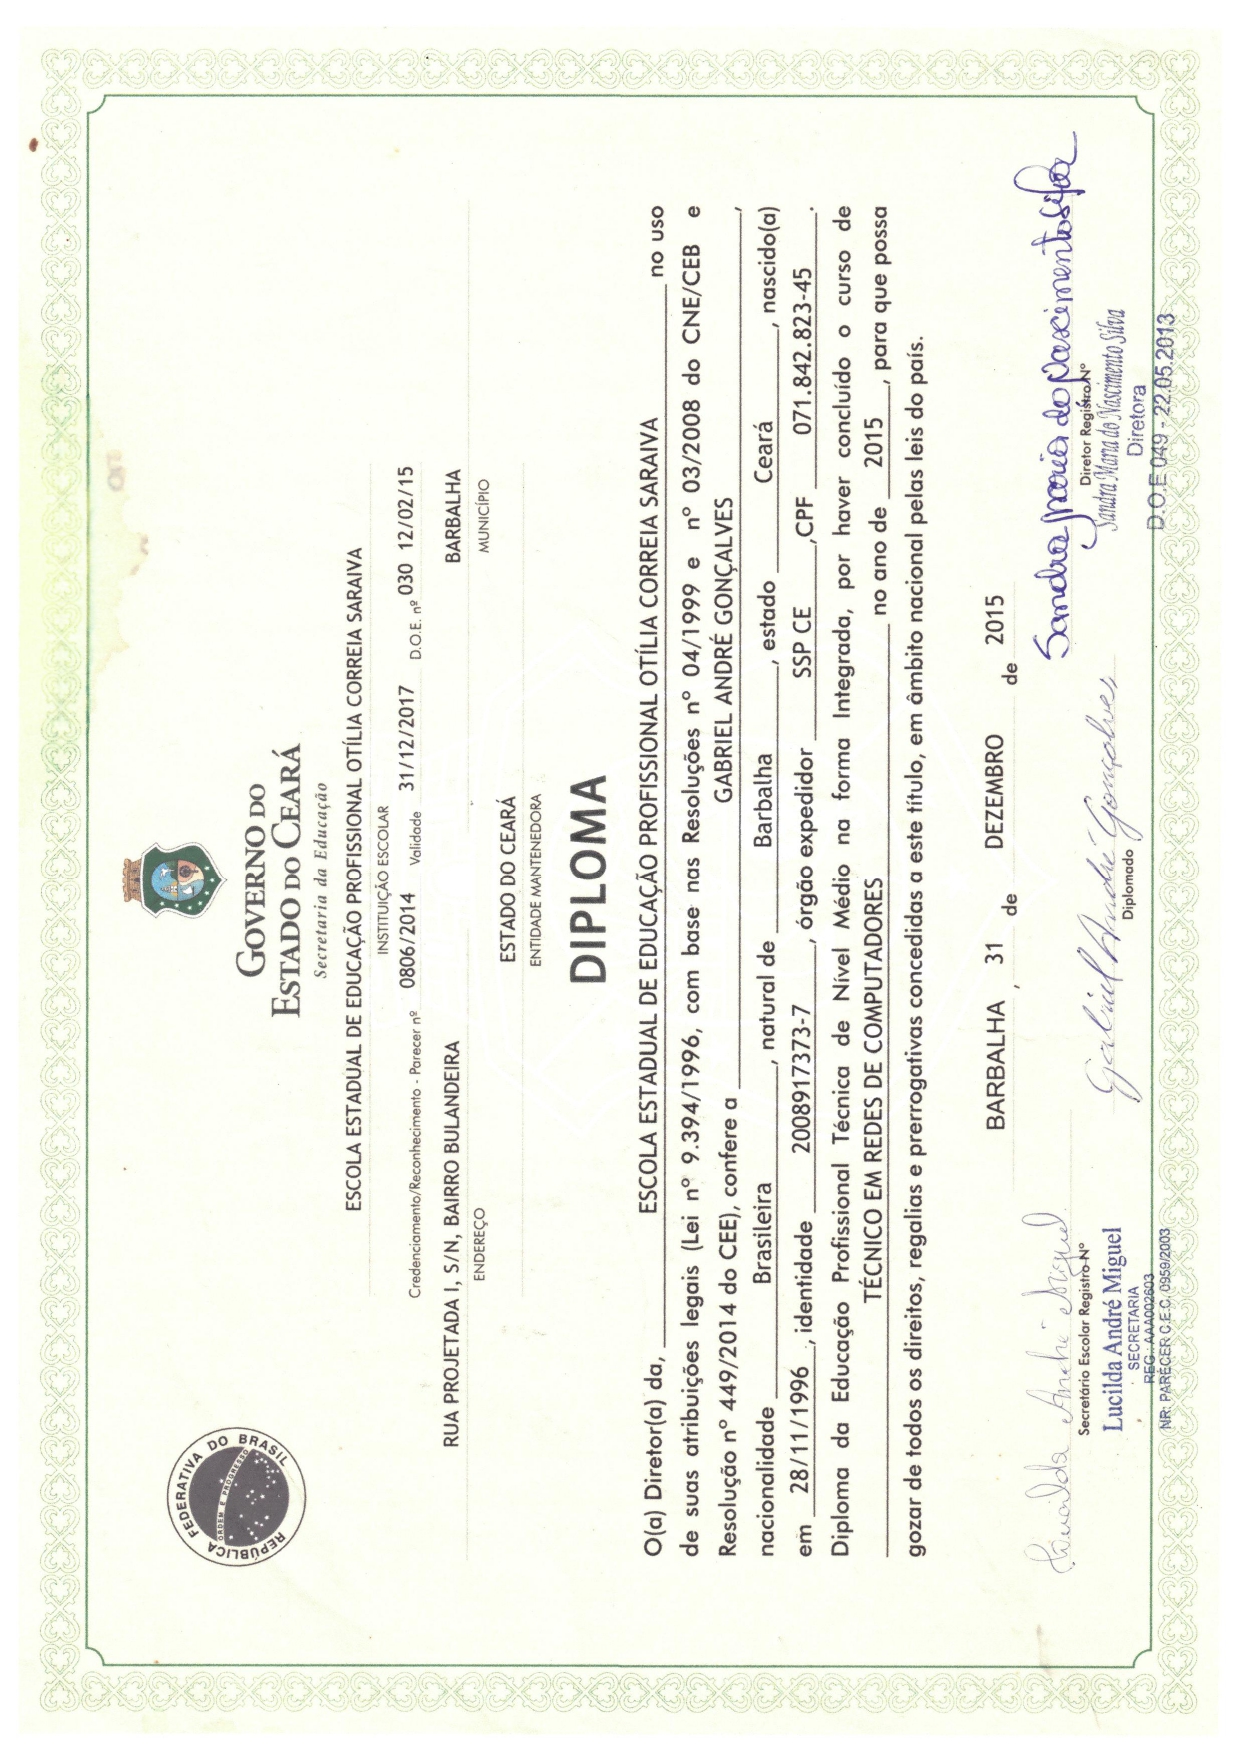 REPÚBLICA FEDERATIVA DO BRASIL
ORDEM E PROGRESSO
GOVERNO DO
ESTADO DO CEARÁ
Secretaria da Educação
ESCOLA ESTADUAL DE EDUCAÇÃO PROFISSIONAL OTÍLIA CORREIA SARAIVA
INSTITUIÇÃO ESCOLAR
Credenciamento/Reconhecimento - Parecer nº 0806/2014 Validade 31/12/2017 D.O.E. nº 030 12/02/15
RUA PROJETADA I, S/N, BAIRRO BULANDEIRA BARBALHA
ENDEREÇO MUNICÍPIO
ESTADO DO CEARÁ
ENTIDADE MANTENEDORA
DIPLOMA
O(a) Diretor(a) da, ESCOLA ESTADUAL DE EDUCAÇÃO PROFISSIONAL OTÍLIA CORREIA SARAIVA no uso
de suas atribuições legais (Lei nº 9.394/1996, com base nas Resoluções nº 04/1999 e nº 03/2008 do CNE/CEB e
Resolução nº 449/2014 do CEE), confere a GABRIEL ANDRÉ GONÇALVES ,
nacionalidade Brasileira , natural de Barbalha , estado Ceará , nascido(a)
em 28/11/1996 , identidade 2008917373-7 , órgão expedidor SSP CE ,CPF 071.842.823-45 .
Diploma da Educação Profissional Técnica de Nível Médio na forma Integrada, por haver concluído o curso de
TÉCNICO EM REDES DE COMPUTADORES no ano de 2015 , para que possa
gozar de todos os direitos, regalias e prerrogativas concedidas a este título, em âmbito nacional pelas leis do país.
BARBALHA , 31 de DEZEMBRO de 2015
Lucilda André Miguel
Secretário Escolar Registro Nº
Lucilda André Miguel
SECRETARIA
REG.: AAA002603
NR: PARECER C.E.C. 0959/2003
Gabriel André Gonçalves
Diplomado
Sandra Maria do Nascimento Silva
Diretor Registro Nº
Sandra Maria do Nascimento Silva
Diretora
D.O.E 049 - 22.05.2013